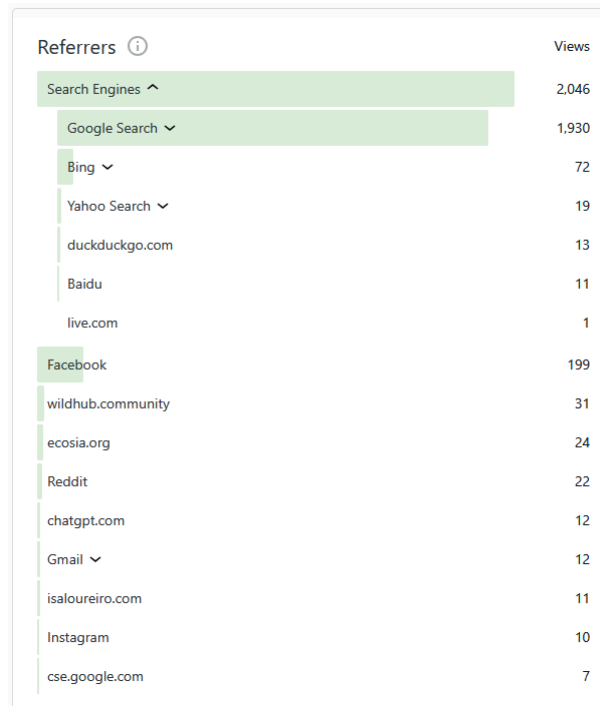 Referrers Views
Search Engines 2,046
Google Search 1,930
Bing 72
Yahoo Search 19
duckduckgo.com 13
Baidu 11
live.com 1
Facebook 199
wildhub.community 31
ecosia.org 24
Reddit 22
chatgpt.com 12
Gmail 12
isaloureiro.com 11
Instagram 10
cse.google.com 7